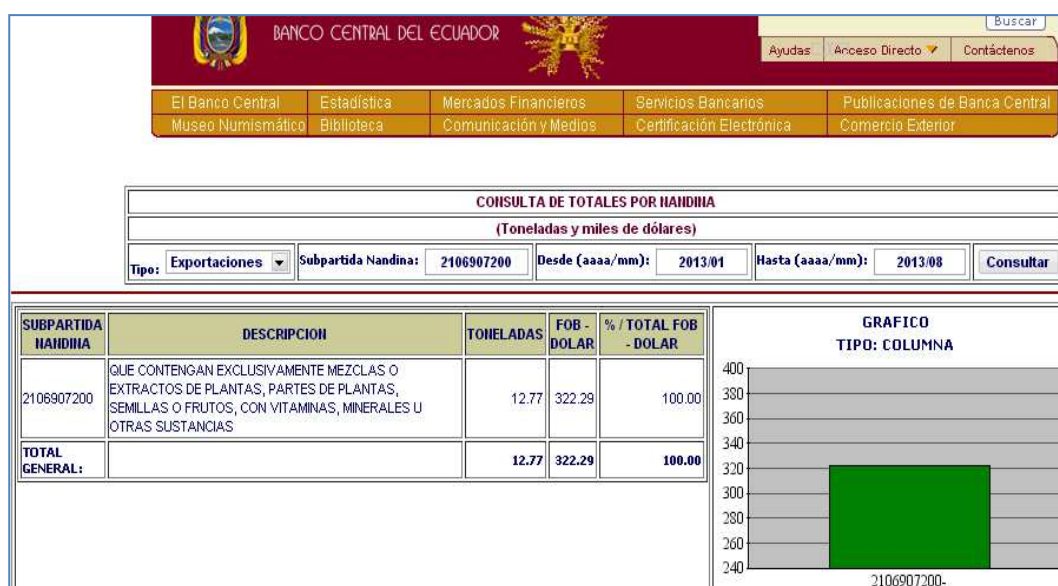 Buscar
BANCO CENTRAL DEL ECUADOR
Ayudas Acceso Directo Contáctenos
El Banco Central Estadística Mercados Financieros Servicios Bancarios Publicaciones de Banca Central
Museo Numismático Biblioteca Comunicación y Medios Certificación Electrónica Comercio Exterior
CONSULTA DE TOTALES POR NANDINA
(Toneladas y miles de dólares)
Tipo: Exportaciones Subpartida Nandina: 2106907200 Desde (aaaa/mm): 2013/01 Hasta (aaaa/mm): 2013/08 Consultar
SUBPARTIDA NANDINA DESCRIPCION TONELADAS FOB - DOLAR % / TOTAL FOB - DOLAR
2106907200 QUE CONTENGAN EXCLUSIVAMENTE MEZCLAS O
EXTRACTOS DE PLANTAS, PARTES DE PLANTAS,
SEMILLAS O FRUTOS, CON VITAMINAS, MINERALES U
OTRAS SUSTANCIAS
12.77 322.29 100.00
TOTAL GENERAL: 12.77 322.29 100.00
GRAFICO
TIPO: COLUMNA
400
380
360
340
320
300
280
260
240
2106907200-